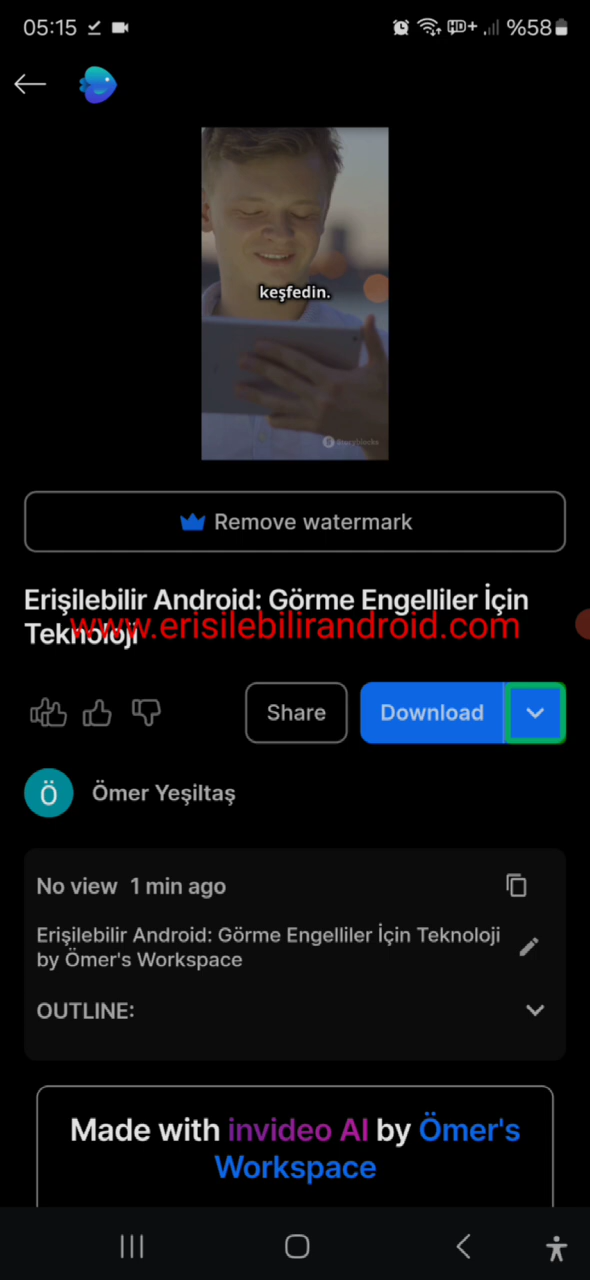 05:15
HD+
%58
keşfedin.
Storyblocks
Remove watermark
Erişilebilir Android: Görme Engelliler İçin
Teknoloji
www.erisilebilirandroid.com
Share
Download
Ö
Ömer Yeşiltaş
No view 1 min ago
Erişilebilir Android: Görme Engelliler İçin Teknoloji
by Ömer's Workspace
OUTLINE:
Made with invideo AI by Ömer's
Workspace